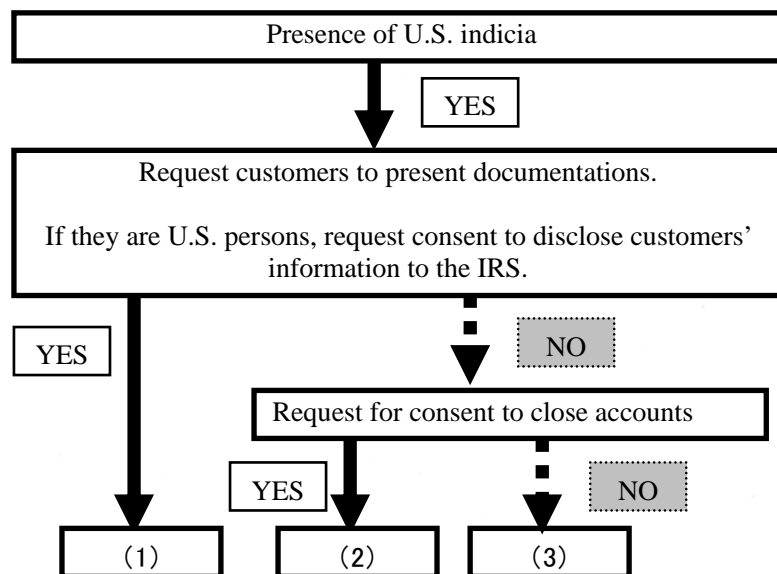 Presence of U.S. indicia
YES
Request customers to present documentations.
If they are U.S. persons, request consent to disclose customers’
information to the IRS.
YES
NO
Request for consent to close accounts
YES
NO
（1）
（2）
（3）